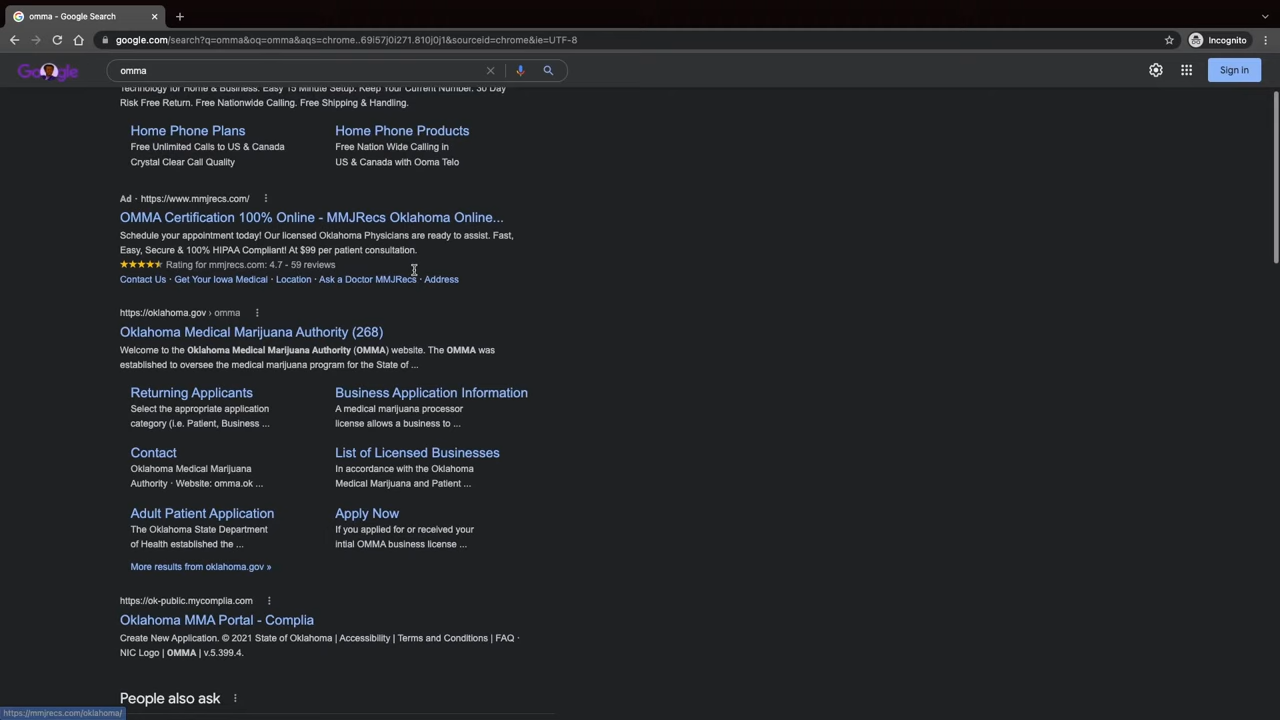 omma - Google Search
google.com/search?q=omma&oq=omma&aqs=chrome..69i57j0i271.810j0j1&sourceid=chrome&ie=UTF-8
Incognito
Google
omma
Sign in
Technology for Home & Business. Easy 15 Minute Setup. Keep Your Current Number. 30 Day
Risk Free Return. Free Nationwide Calling. Free Shipping & Handling.
Home Phone Plans
Free Unlimited Calls to US & Canada
Crystal Clear Call Quality
Home Phone Products
Free Nation Wide Calling in
US & Canada with Ooma Telo
Ad · https://www.mmjrecs.com/
OMMA Certification 100% Online - MMJRecs Oklahoma Online...
Schedule your appointment today! Our licensed Oklahoma Physicians are ready to assist. Fast,
Easy, Secure & 100% HIPAA Compliant! At $99 per patient consultation.
Rating for mmjrecs.com: 4.7 - 59 reviews
Contact Us · Get Your Iowa Medical · Location · Ask a Doctor MMJRecs · Address
https://oklahoma.gov › omma
Oklahoma Medical Marijuana Authority (268)
Welcome to the Oklahoma Medical Marijuana Authority (OMMA) website. The OMMA was
established to oversee the medical marijuana program for the State of ...
Returning Applicants
Select the appropriate application
category (i.e. Patient, Business ...
Business Application Information
A medical marijuana processor
license allows a business to ...
Contact
Oklahoma Medical Marijuana
Authority · Website: omma.ok ...
List of Licensed Businesses
In accordance with the Oklahoma
Medical Marijuana and Patient ...
Adult Patient Application
The Oklahoma State Department
of Health established the ...
Apply Now
If you applied for or received your
intial OMMA business license ...
More results from oklahoma.gov »
https://ok-public.mycomplia.com
Oklahoma MMA Portal - Complia
Create New Application. © 2021 State of Oklahoma | Accessibility | Terms and Conditions | FAQ ·
NIC Logo | OMMA | v.5.399.4.
People also ask
https://mmjrecs.com/oklahoma/